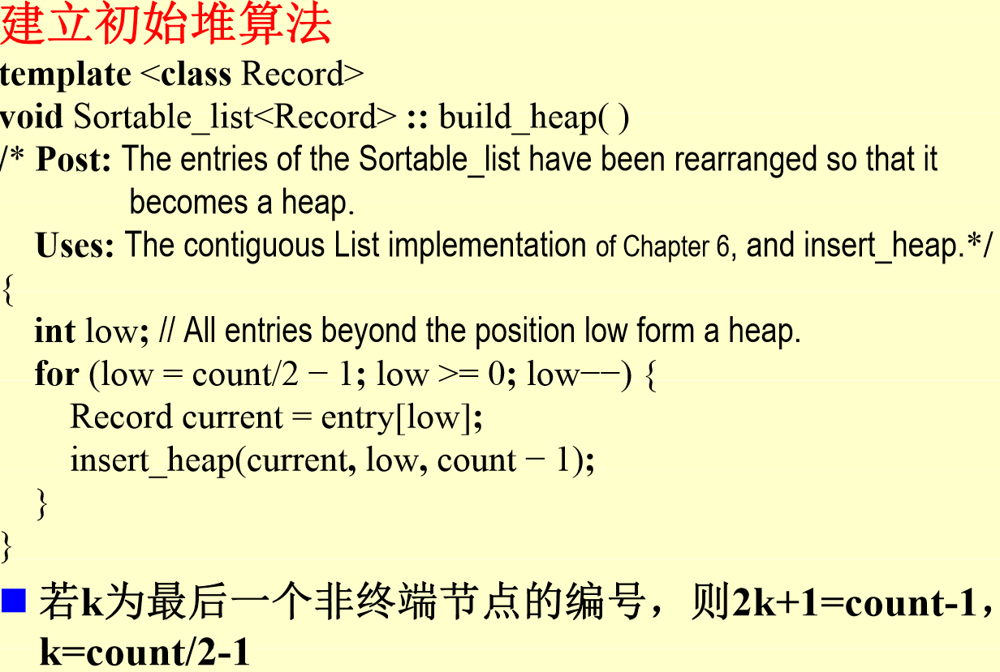 建立初始堆算法
template <class Record>
void Sortable_list<Record> :: build_heap( )
/* Post: The entries of the Sortable_list have been rearranged so that it
becomes a heap.
Uses: The contiguous List implementation of Chapter 6, and insert_heap.*/
{
int low; // All entries beyond the position low form a heap.
for (low = count/2 − 1; low >= 0; low−−) {
Record current = entry[low];
insert_heap(current, low, count − 1);
}
}
■ 若k为最后一个非终端节点的编号，则2k+1=count-1，
k=count/2-1